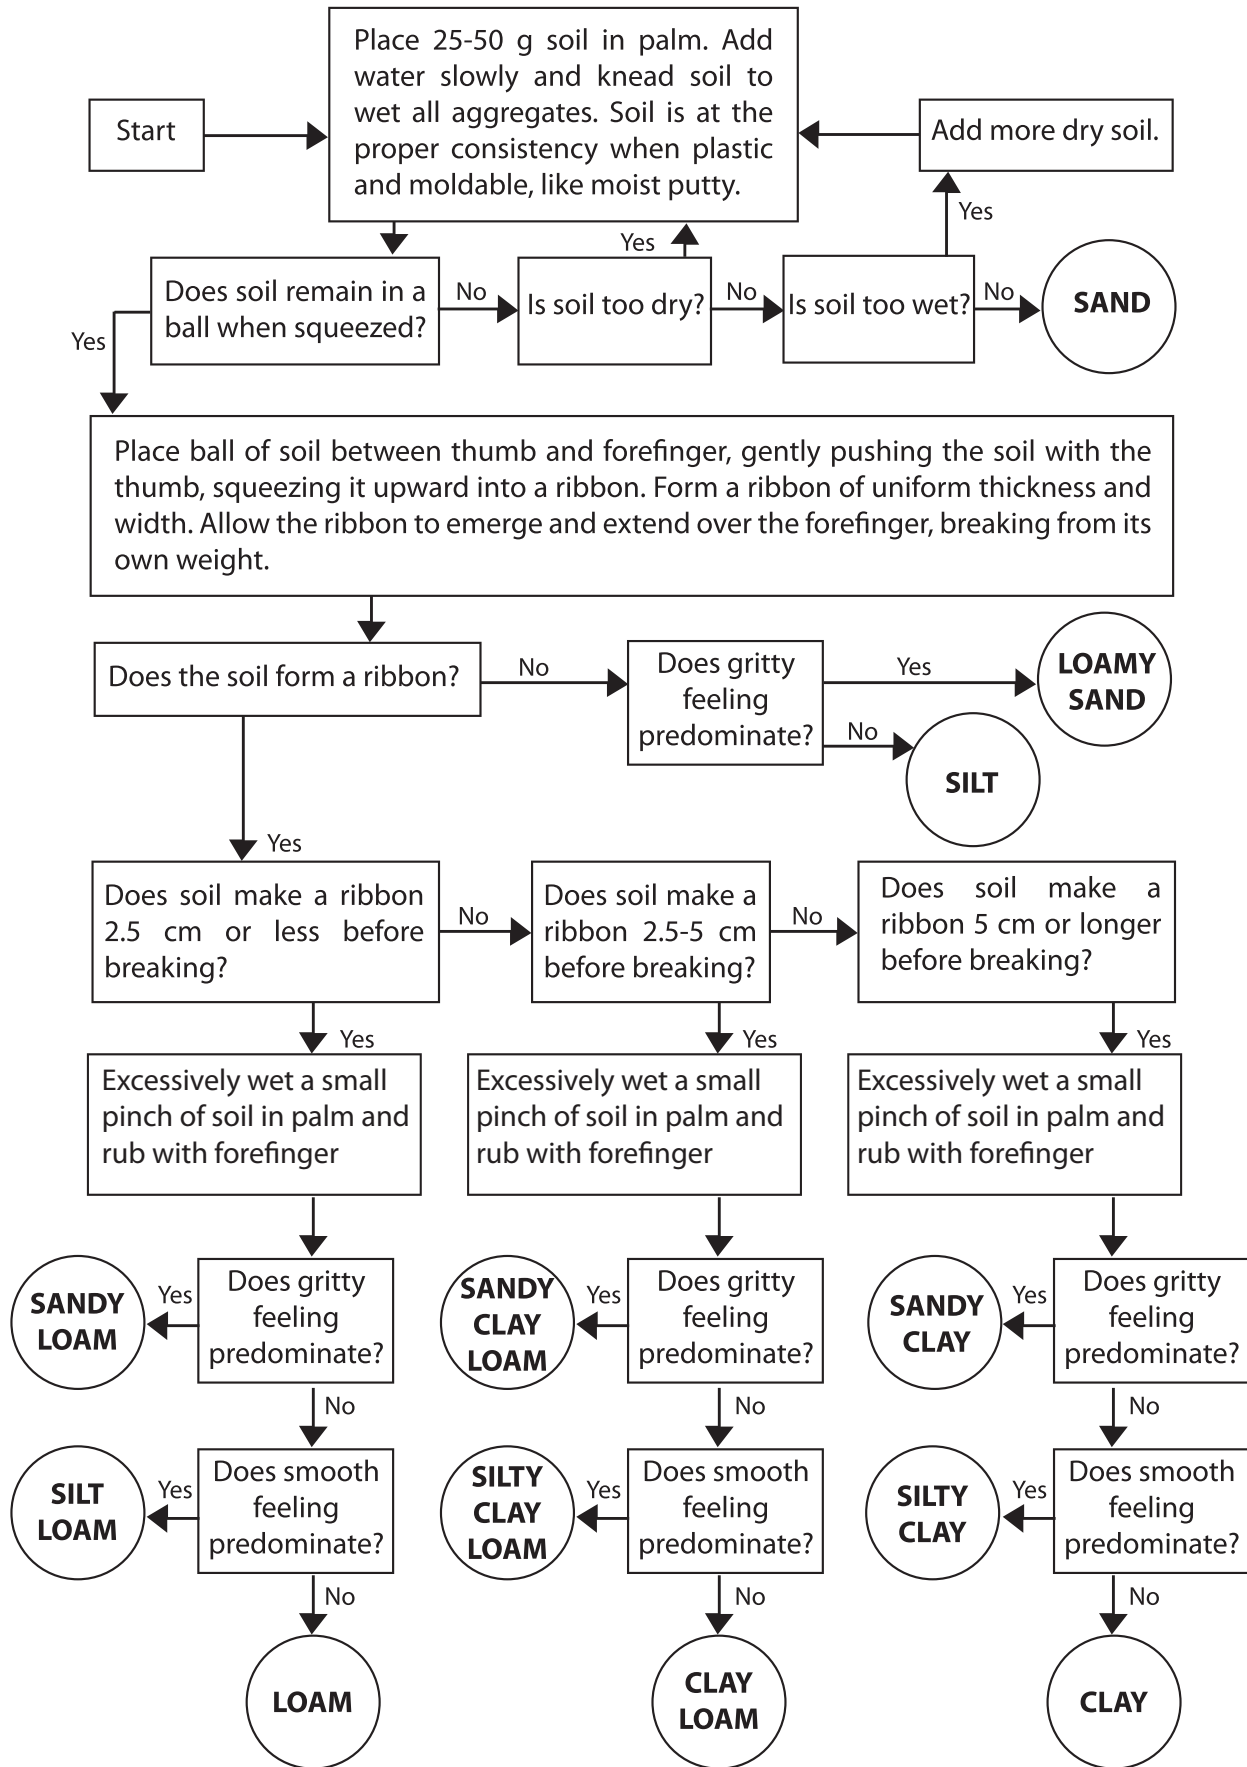 Place 25-50 g soil in palm. Add
water slowly and knead soil to
wet all aggregates. Soil is at the
proper consistency when plastic
and moldable, like moist putty.
Start
Add more dry soil.
Yes
Yes
Does soil remain in a
ball when squeezed?
No
Is soil too dry?
No
Is soil too wet?
No
SAND
Yes
Place ball of soil between thumb and forefinger, gently pushing the soil with the
thumb, squeezing it upward into a ribbon. Form a ribbon of uniform thickness and
width. Allow the ribbon to emerge and extend over the forefinger, breaking from its
own weight.
Does the soil form a ribbon?
No
Does gritty
feeling
predominate?
Yes
LOAMY
SAND
No
SILT
Yes
Does soil make a ribbon
2.5 cm or less before
breaking?
No
Does soil make a
ribbon 2.5-5 cm
before breaking?
No
Does soil make a
ribbon 5 cm or longer
before breaking?
Yes
Yes
Yes
Excessively wet a small
pinch of soil in palm and
rub with forefinger
Excessively wet a small
pinch of soil in palm and
rub with forefinger
Excessively wet a small
pinch of soil in palm and
rub with forefinger
SANDY
LOAM
Yes
Does gritty
feeling
predominate?
SANDY
CLAY
LOAM
Yes
Does gritty
feeling
predominate?
SANDY
CLAY
Yes
Does gritty
feeling
predominate?
No
No
No
SILT
LOAM
Yes
Does smooth
feeling
predominate?
SILTY
CLAY
LOAM
Yes
Does smooth
feeling
predominate?
SILTY
CLAY
Yes
Does smooth
feeling
predominate?
No
No
No
LOAM
CLAY
LOAM
CLAY